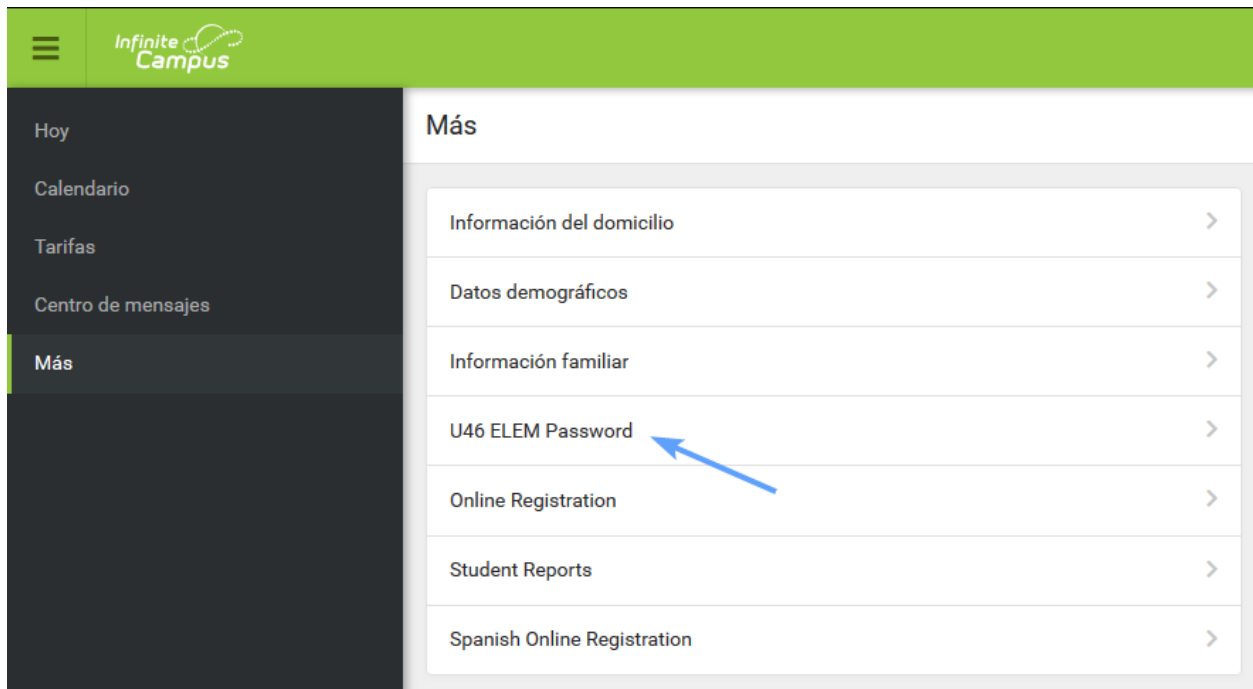 Infinite
Campus
Hoy
Calendario
Tarifas
Centro de mensajes
Más
Más
Información del domicilio
Datos demográficos
Información familiar
U46 ELEM Password
Online Registration
Student Reports
Spanish Online Registration